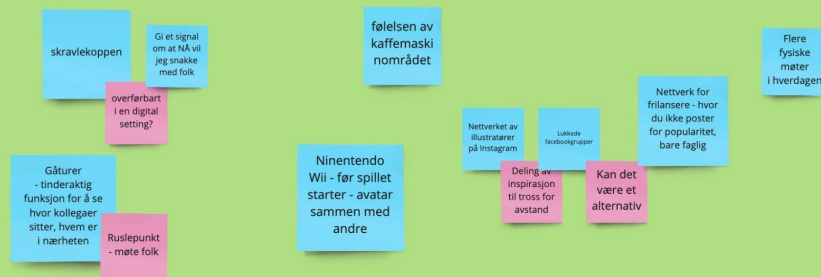 skravlekoppen
Gi et signal
om at NÅ vil
jeg snakke
med folk
overførbart
i en digital
setting?
følelsen av
kaffemaski
nområdet
Flere
fysiske
møter
i hverdagen
Nettverket av
illustratører
på Instagram
Lukkede
facebookgrupper
Nettverk for
frilansere - hvor
du ikke poster
for popularitet,
bare faglig
Deling av
inspirasjon
til tross for
avstand
Kan det
være et
alternativ
Gåturer
- tinderaktig
funksjon for å se
hvor kollegaer
sitter, hvem er
i nærheten
Ruslepunkt
- møte folk
Ninentendo
Wii - før spillet
starter - avatar
sammen med
andre